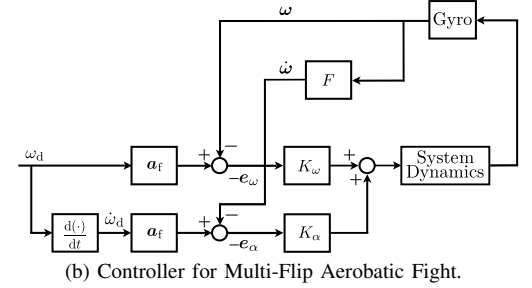 ω
Gyro
ω̇
F
ω_d
a_f
+
−
−e_ω
K_ω
+
+
System
Dynamics
d(·)
dt
ω̇_d
a_f
+
−
−e_α
K_α
(b) Controller for Multi-Flip Aerobatic Fight.